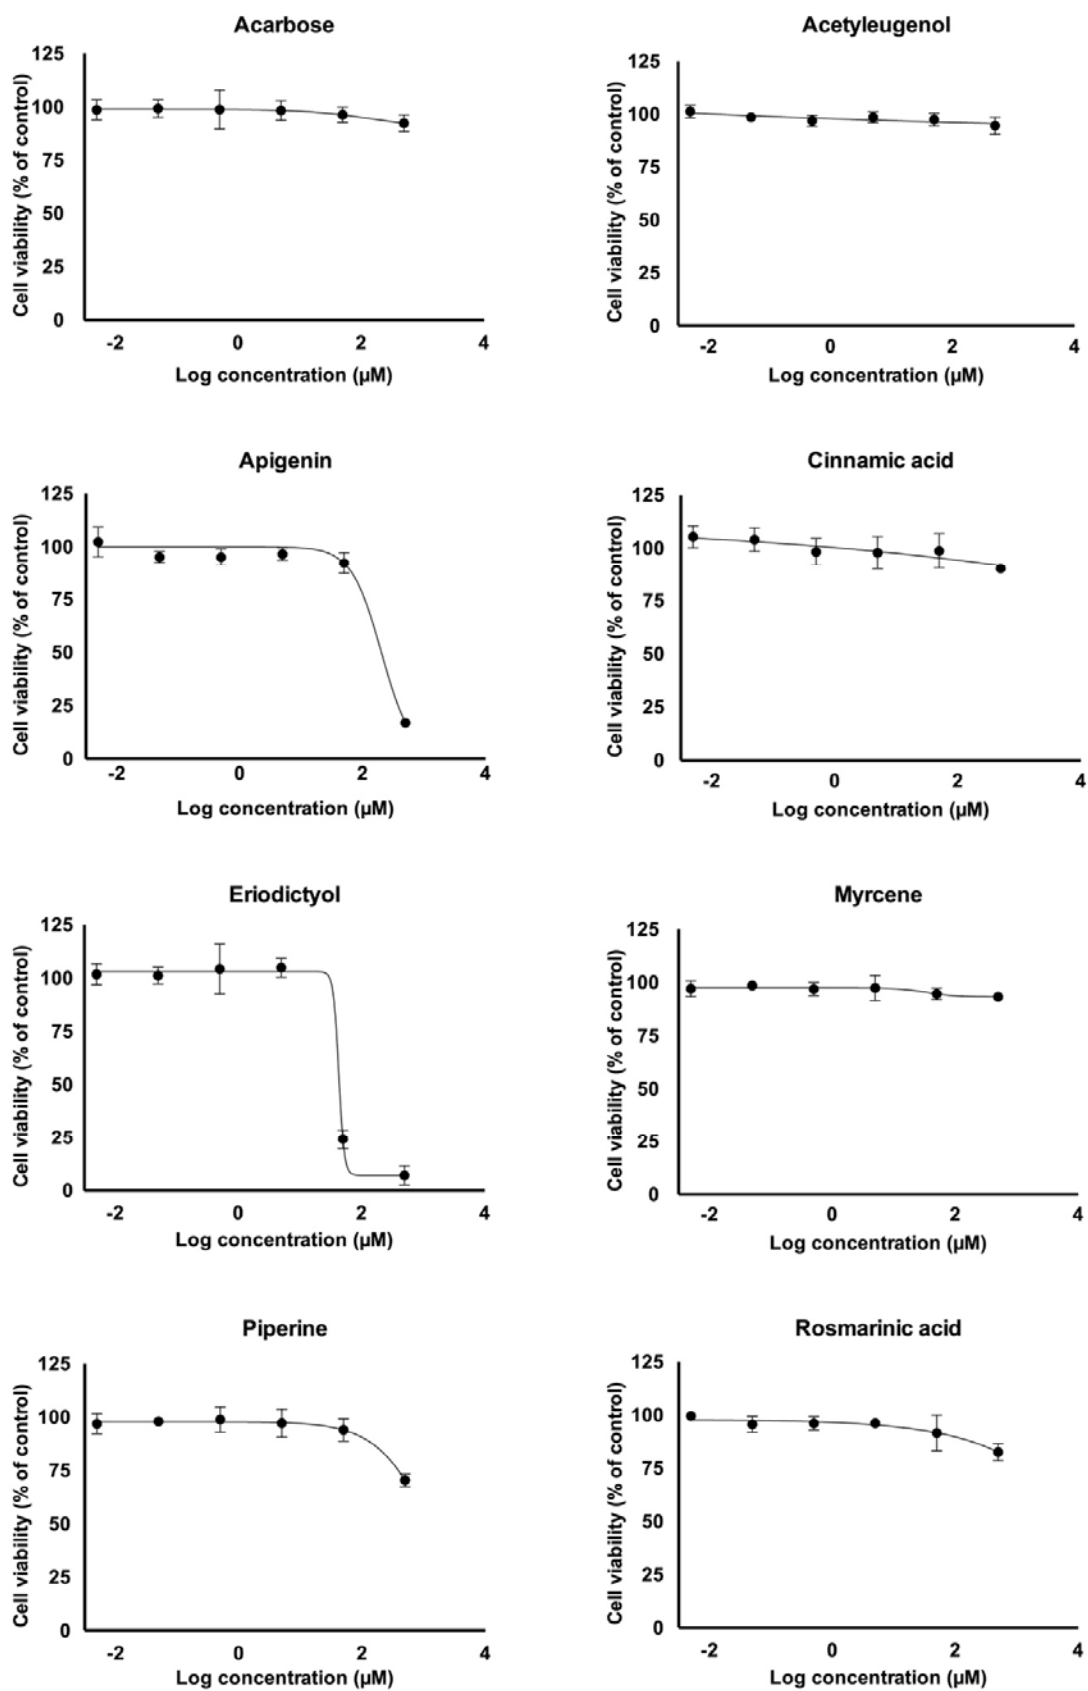 Acarbose
125
100
75
50
25
0
Cell viability (% of control)
-2 0 2 4
Log concentration (µM)
Acetyleugenol
125
100
75
50
25
0
Cell viability (% of control)
-2 0 2 4
Log concentration (µM)
Apigenin
125
100
75
50
25
0
Cell viability (% of control)
-2 0 2 4
Log concentration (µM)
Cinnamic acid
125
100
75
50
25
0
Cell viability (% of control)
-2 0 2 4
Log concentration (µM)
Eriodictyol
125
100
75
50
25
0
Cell viability (% of control)
-2 0 2 4
Log concentration (µM)
Myrcene
125
100
75
50
25
0
Cell viability (% of control)
-2 0 2 4
Log concentration (µM)
Piperine
125
100
75
50
25
0
Cell viability (% of control)
-2 0 2 4
Log concentration (µM)
Rosmarinic acid
125
100
75
50
25
0
Cell viability (% of control)
-2 0 2 4
Log concentration (µM)